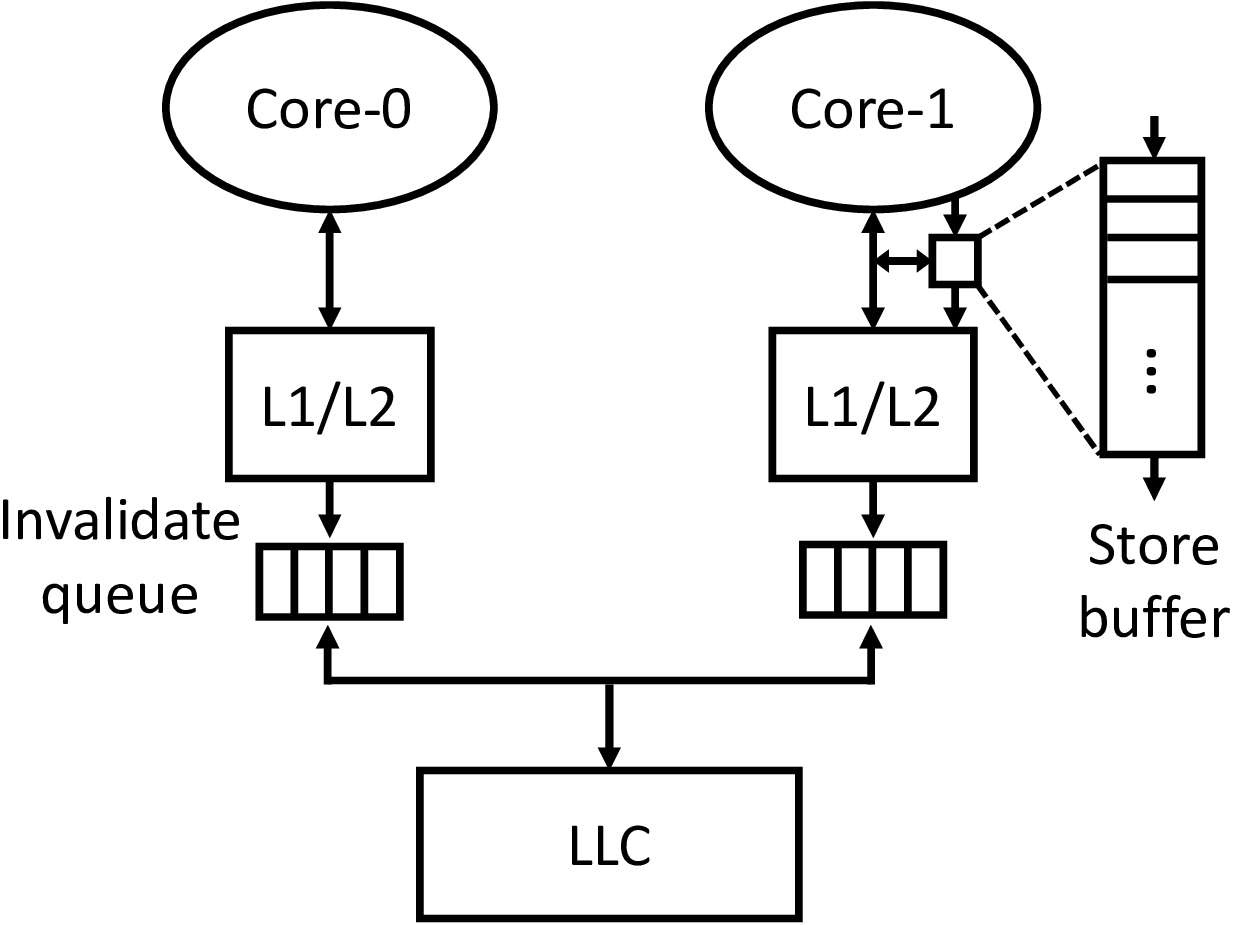 Core-0
Core-1
L1/L2
L1/L2
Invalidate
queue
Store
buffer
LLC